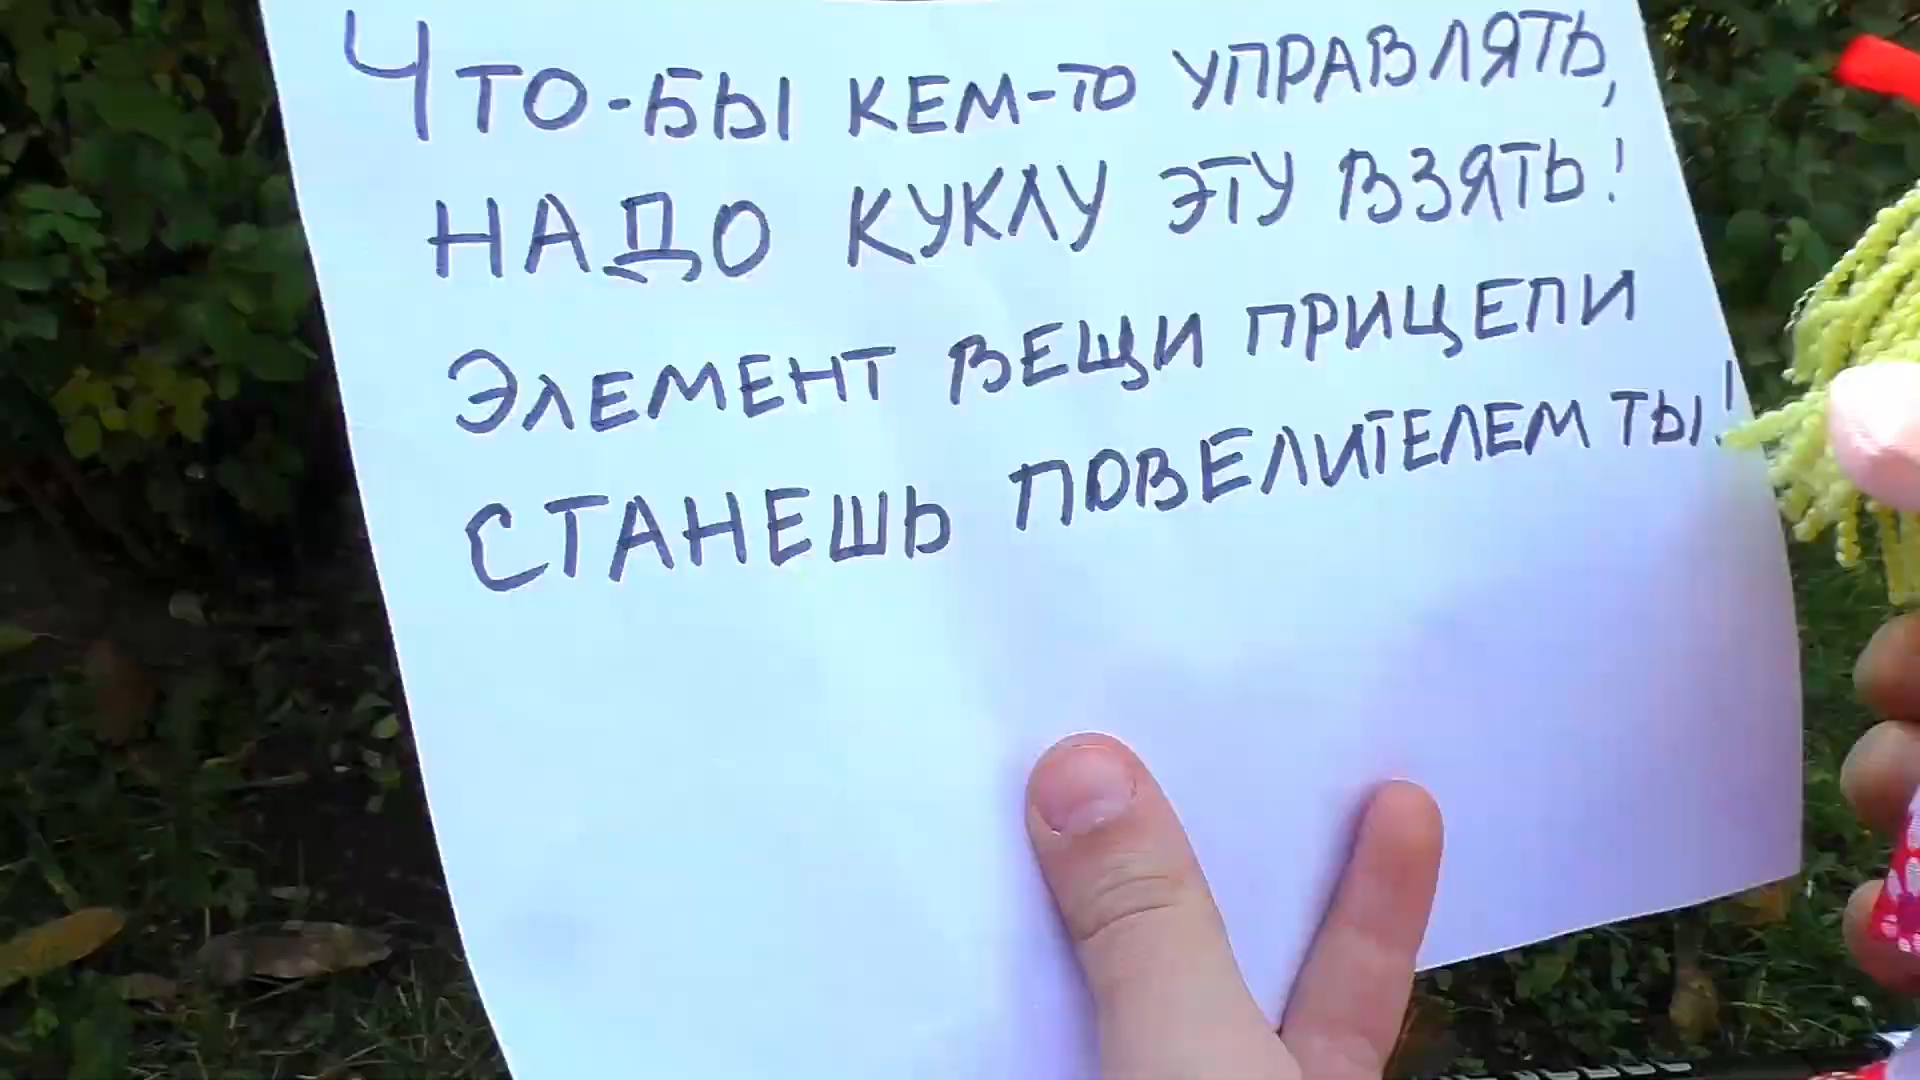 ЧТО-БЫ КЕМ-ТО УПРАВЛЯТЬ,
НАДО КУКЛУ ЭТУ ВЗЯТЬ!
ЭЛЕМЕНТ ВЕЩИ ПРИЦЕПИ
СТАНЕШЬ ПОВЕЛИТЕЛЕМ ТЫ!